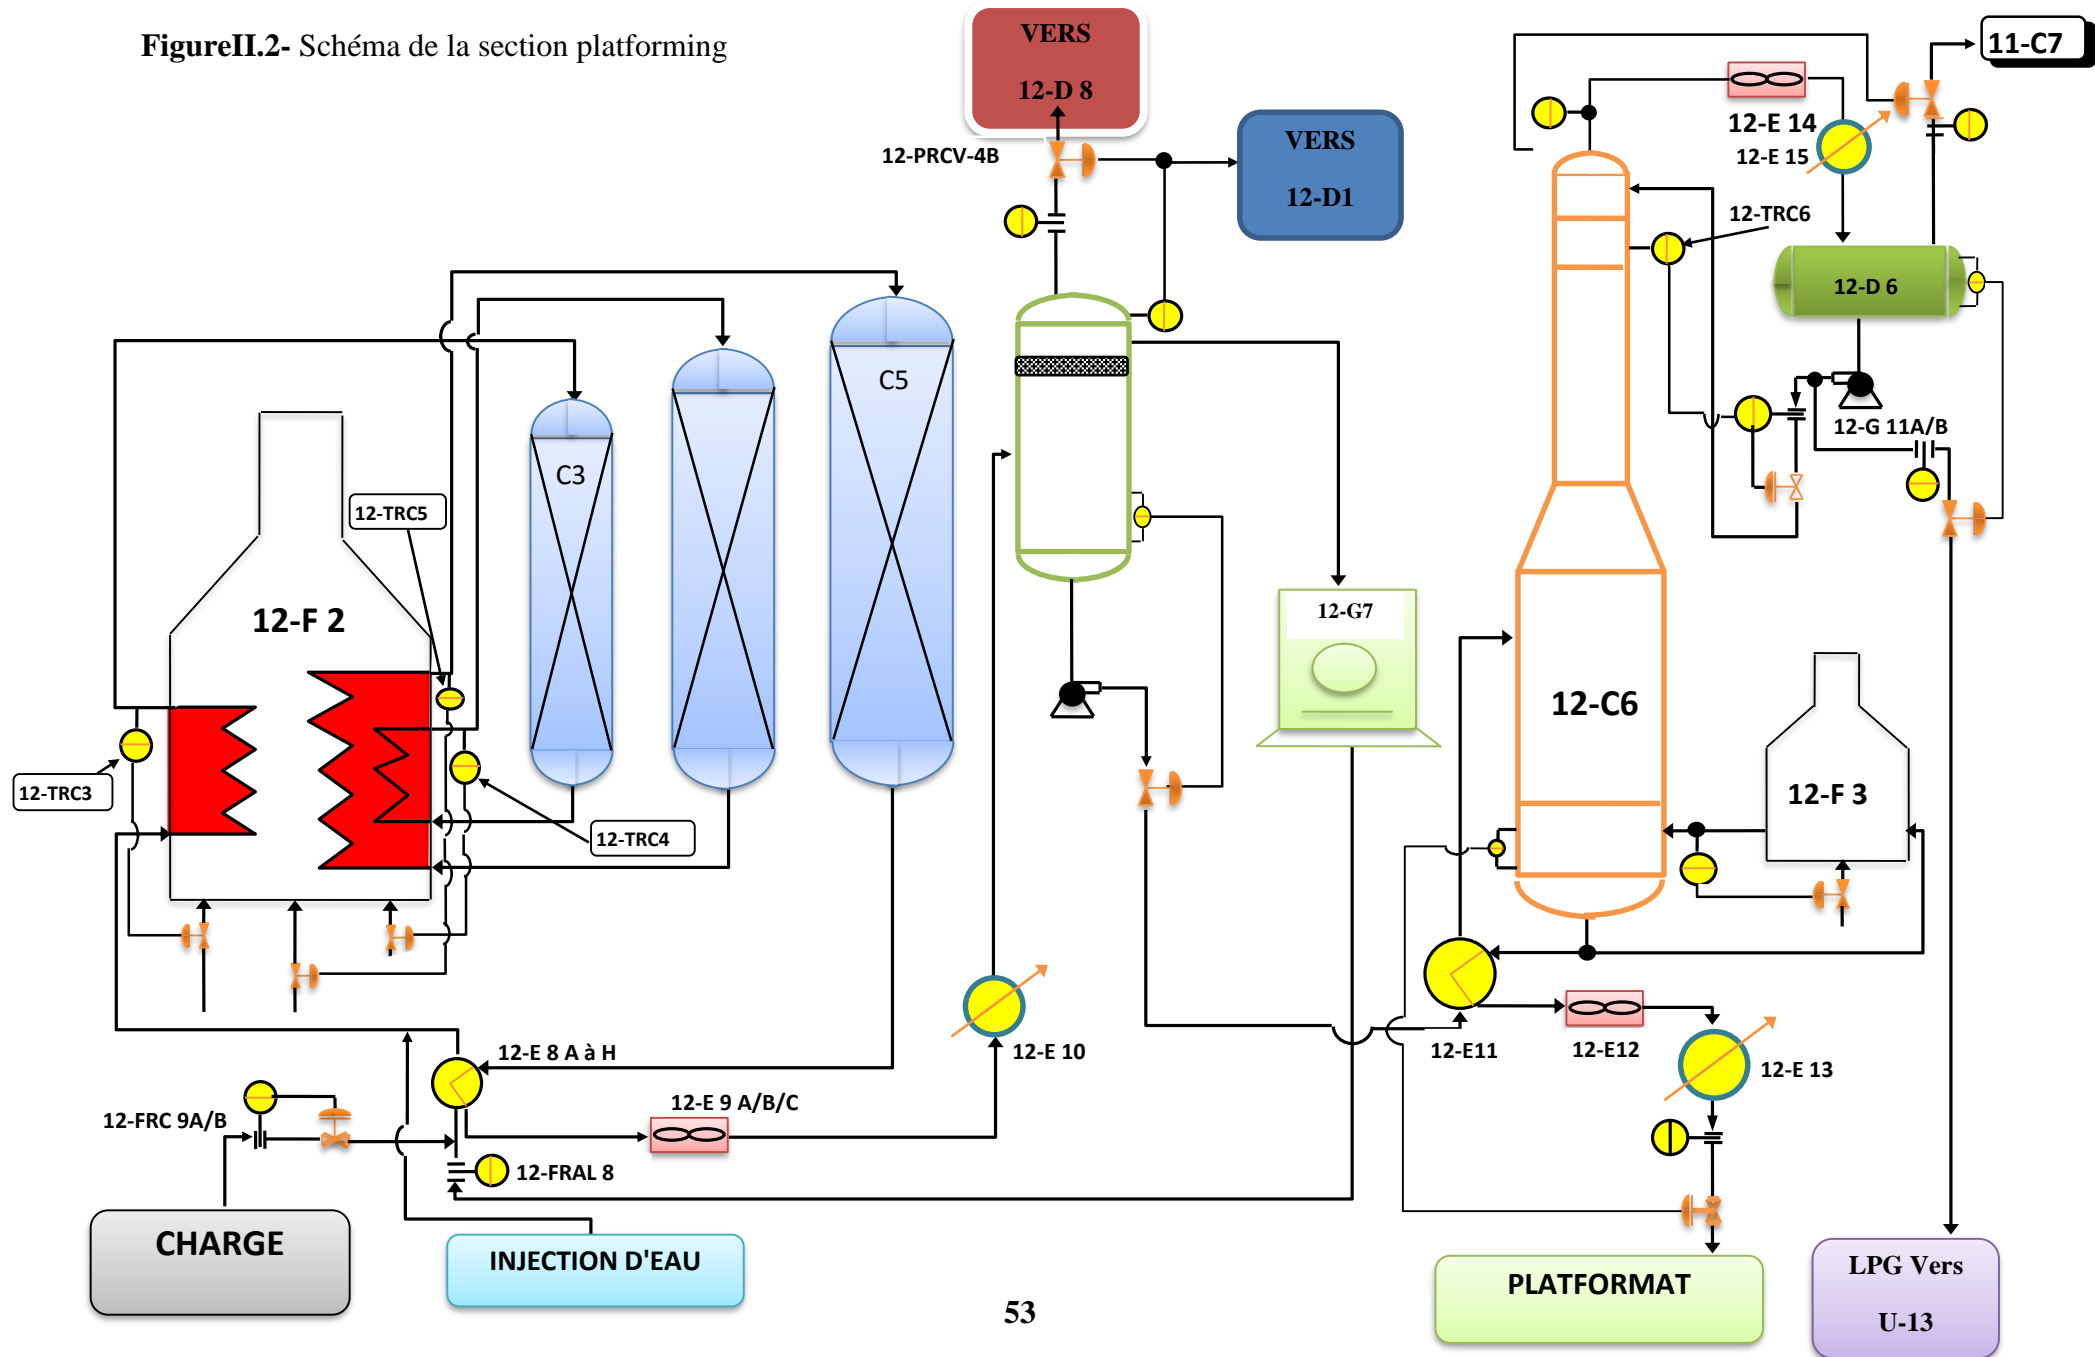 FigureII.2- Schéma de la section platforming
VERS
12-D 8
11-C7
12-PRCV-4B
VERS
12-D1
12-E 14
12-E 15
12-TRC6
12-D 6
12-G 11A/B
C5
C3
12-TRC5
12-F 2
12-G7
12-C6
12-F 3
12-TRC3
12-TRC4
12-E 8 A à H
12-E 10
12-E11
12-E12
12-E 13
12-E 9 A/B/C
12-FRC 9A/B
12-FRAL 8
CHARGE
INJECTION D'EAU
PLATFORMAT
LPG Vers
U-13
53